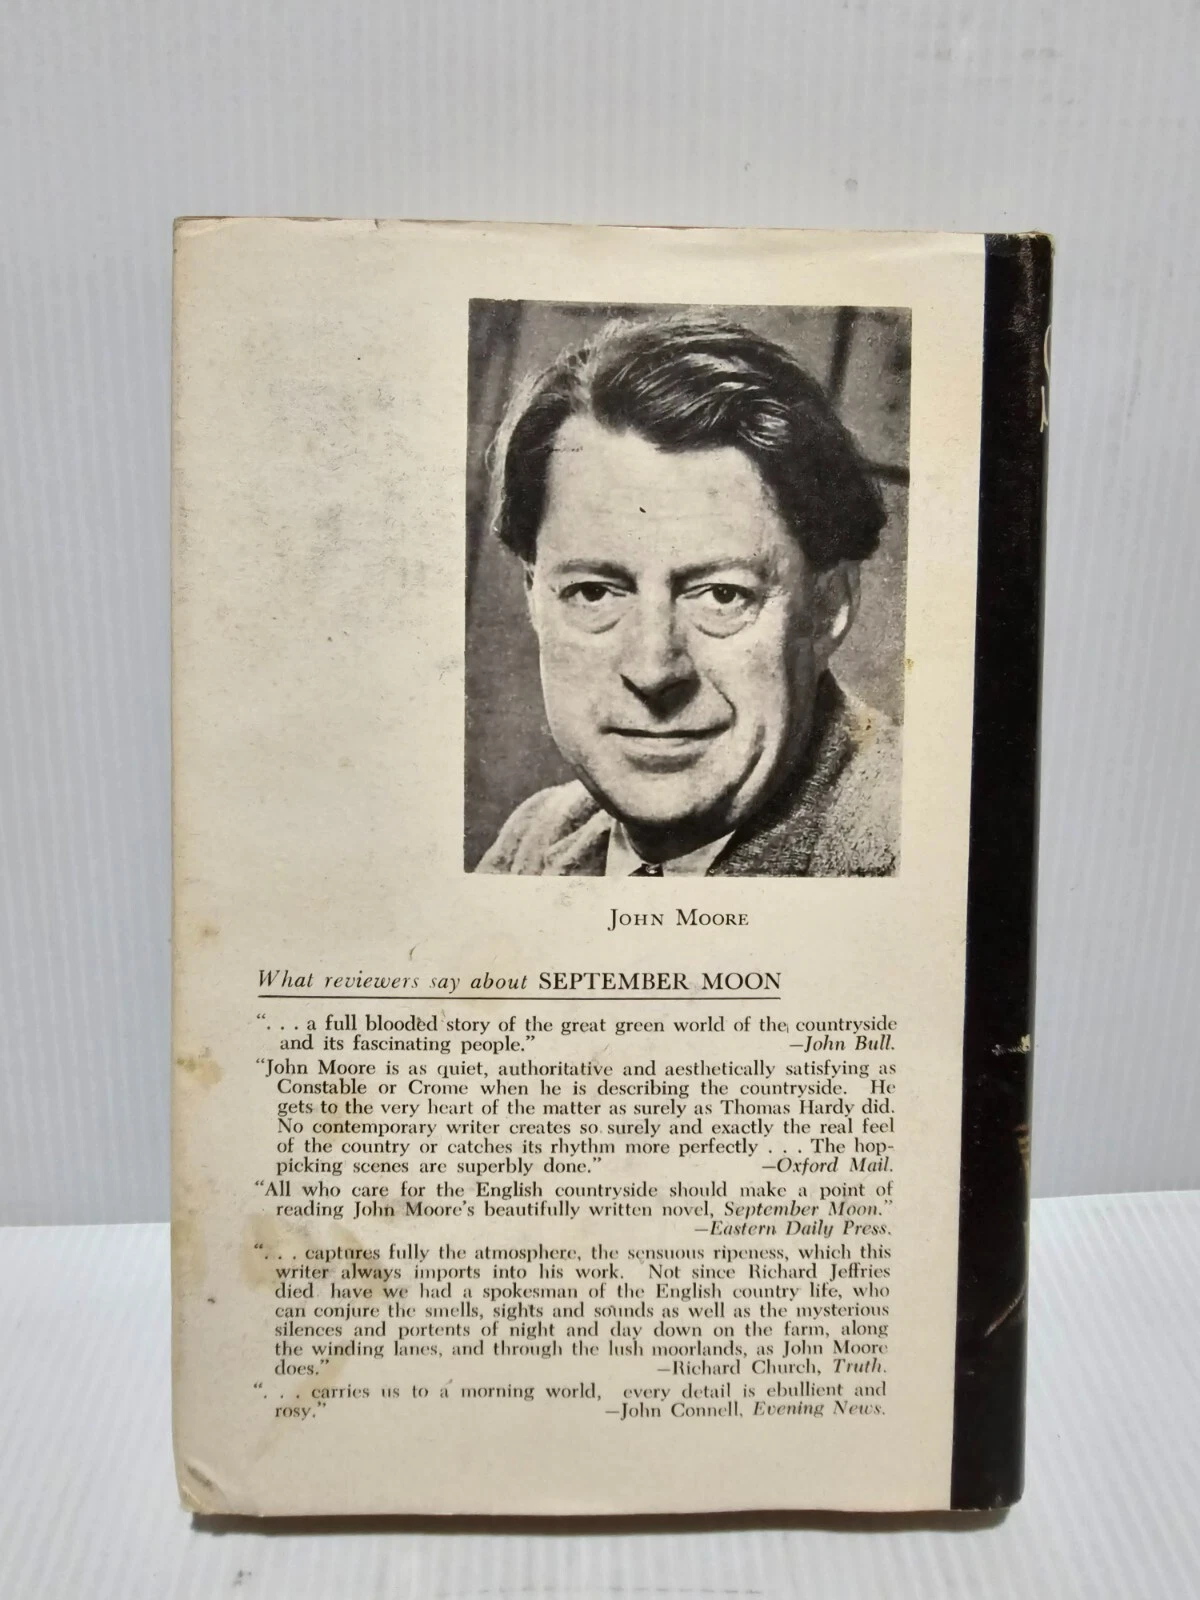 JOHN MOORE
What reviewers say about SEPTEMBER MOON
“. . . a full blooded story of the great green world of the countryside
and its fascinating people.” —John Bull.
“John Moore is as quiet, authoritative and aesthetically satisfying as
Constable or Crome when he is describing the countryside. He
gets to the very heart of the matter as surely as Thomas Hardy did.
No contemporary writer creates so surely and exactly the real feel
of the country or catches its rhythm more perfectly . . . The hop-
picking scenes are superbly done.” —Oxford Mail.
“All who care for the English countryside should make a point of
reading John Moore’s beautifully written novel, September Moon.”
—Eastern Daily Press.
“. . . captures fully the atmosphere, the sensuous ripeness, which this
writer always imports into his work. Not since Richard Jeffries
died have we had a spokesman of the English country life, who
can conjure the smells, sights and sounds as well as the mysterious
silences and portents of night and day down on the farm, along
the winding lanes, and through the lush moorlands, as John Moore
does.” —Richard Church, Truth.
“. . . carries us to a morning world, every detail is ebullient and
rosy.” —John Connell, Evening News.